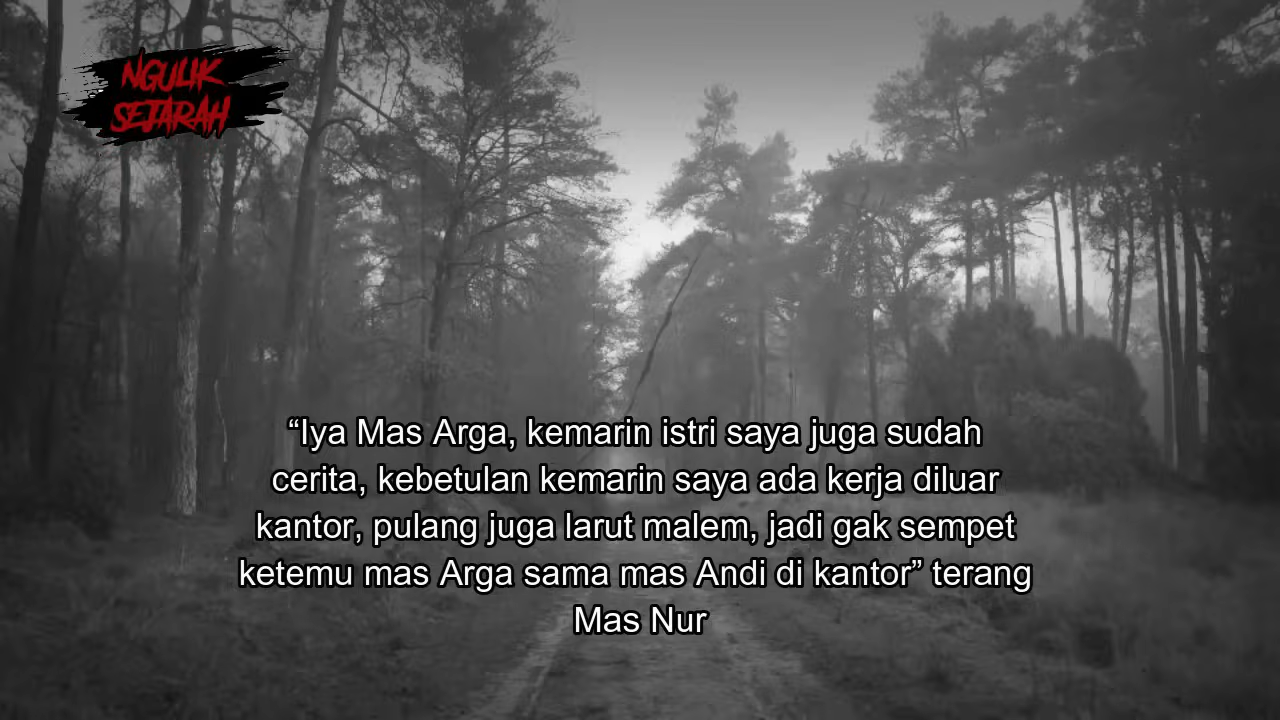 NGULIK
SEJARAH
“Iya Mas Arga, kemarin istri saya juga sudah
cerita, kebetulan kemarin saya ada kerja diluar
kantor, pulang juga larut malem, jadi gak sempet
ketemu mas Arga sama mas Andi di kantor” terang
Mas Nur